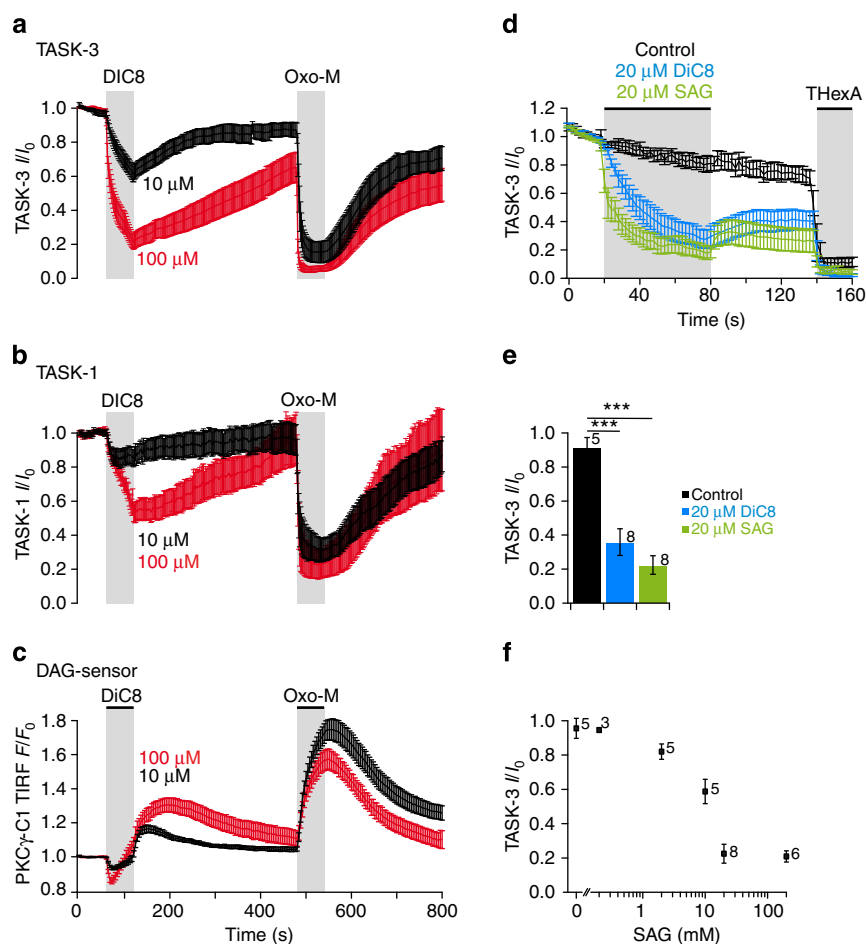 a
TASK-3
DIC8
Oxo-M
1.0
0.8
0.6
0.4
0.2
0.0
TASK-3 I/I0
10 µM
100 µM
b
TASK-1
DIC8
Oxo-M
1.0
0.8
0.6
0.4
0.2
0.0
TASK-1 I/I0
10 µM
100 µM
c
DAG-sensor
DiC8
Oxo-M
1.8
1.6
1.4
1.2
1.0
0.8
PKCγ-C1 TIRF F/F0
100 µM
10 µM
0 200 400 600 800
Time (s)
d
Control
20 µM DiC8
20 µM SAG
THexA
1.2
1.0
0.8
0.6
0.4
0.2
0.0
TASK-3 I/I0
0 40 80 120 160
Time (s)
e
*** 
***
1.0
0.8
0.6
0.4
0.2
0.0
TASK-3 I/I0
5
8
8
Control
20 µM DiC8
20 µM SAG
f
1.0
0.8
0.6
0.4
0.2
0.0
TASK-3 I/I0
5
3
5
5
8
6
0 1 10 100
SAG (mM)